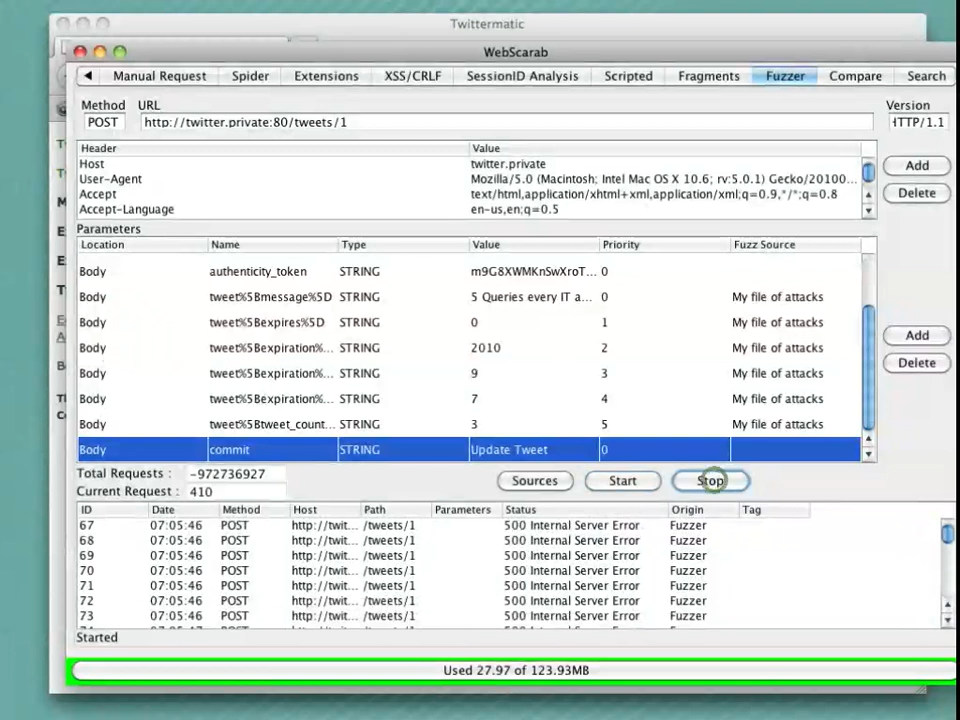 Twittermatic
WebScarab
Manual Request Spider Extensions XSS/CRLF SessionID Analysis Scripted Fragments Fuzzer Compare Search
Method URL Version
POST http://twitter.private:80/tweets/1 HTTP/1.1
Header Value
Host twitter.private Add
User-Agent Mozilla/5.0 (Macintosh; Intel Mac OS X 10.6; rv:5.0.1) Gecko/20100...
Accept text/html,application/xhtml+xml,application/xml;q=0.9,*/*;q=0.8 Delete
Accept-Language en-us,en;q=0.5
Parameters
Location Name Type Value Priority Fuzz Source
Body authenticity_token STRING m9G8XWMKnSwXroT... 0
Body tweet%5Bmessage%5D STRING 5 Queries every IT a... 0 My file of attacks
Body tweet%5Bexpires%5D STRING 0 1 My file of attacks Add
Body tweet%5Bexpiration%... STRING 2010 2 My file of attacks
Body tweet%5Bexpiration%... STRING 9 3 My file of attacks Delete
Body tweet%5Bexpiration%... STRING 7 4 My file of attacks
Body tweet%5Btweet_count... STRING 3 5 My file of attacks
Body commit STRING Update Tweet 0
Total Requests : -972736927 Sources Start Stop
Current Request : 410
ID Date Method Host Path Parameters Status Origin Tag
67 07:05:46 POST http://twit... /tweets/1 500 Internal Server Error Fuzzer
68 07:05:46 POST http://twit... /tweets/1 500 Internal Server Error Fuzzer
69 07:05:46 POST http://twit... /tweets/1 500 Internal Server Error Fuzzer
70 07:05:46 POST http://twit... /tweets/1 500 Internal Server Error Fuzzer
71 07:05:46 POST http://twit... /tweets/1 500 Internal Server Error Fuzzer
72 07:05:46 POST http://twit... /tweets/1 500 Internal Server Error Fuzzer
73 07:05:46 POST http://twit... /tweets/1 500 Internal Server Error Fuzzer
Started
Used 27.97 of 123.93MB